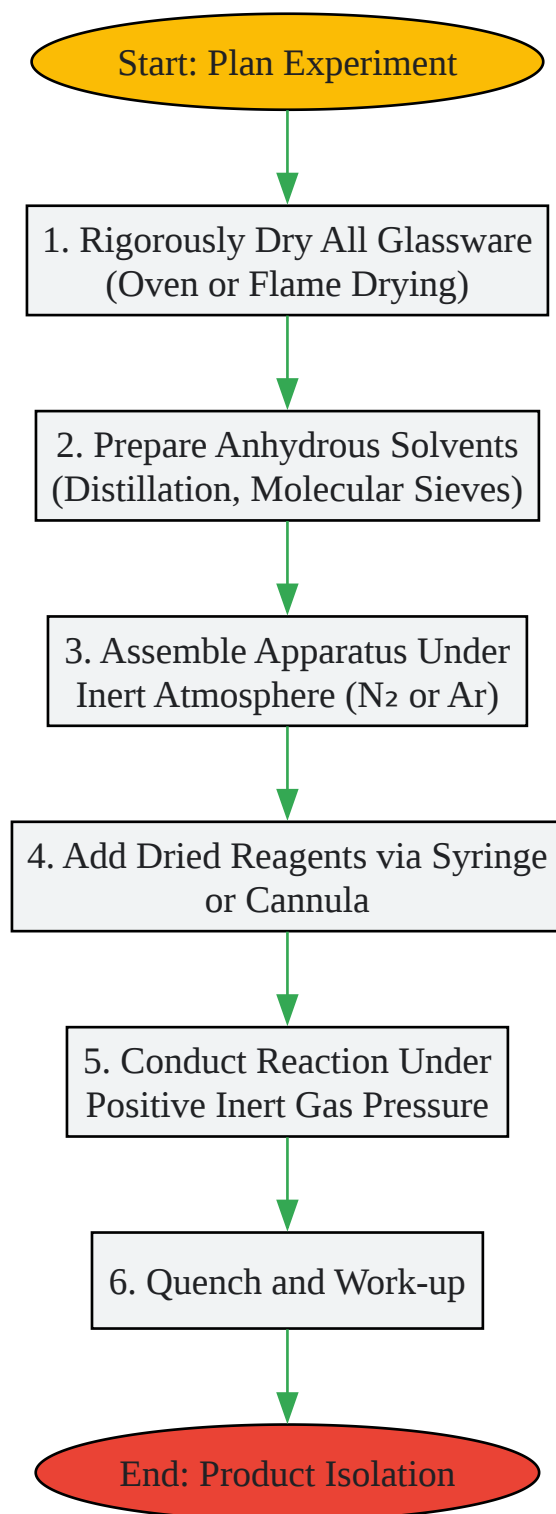 Start: Plan Experiment
1. Rigorously Dry All Glassware
(Oven or Flame Drying)
2. Prepare Anhydrous Solvents
(Distillation, Molecular Sieves)
3. Assemble Apparatus Under
Inert Atmosphere (N₂ or Ar)
4. Add Dried Reagents via Syringe
or Cannula
5. Conduct Reaction Under
Positive Inert Gas Pressure
6. Quench and Work-up
End: Product Isolation